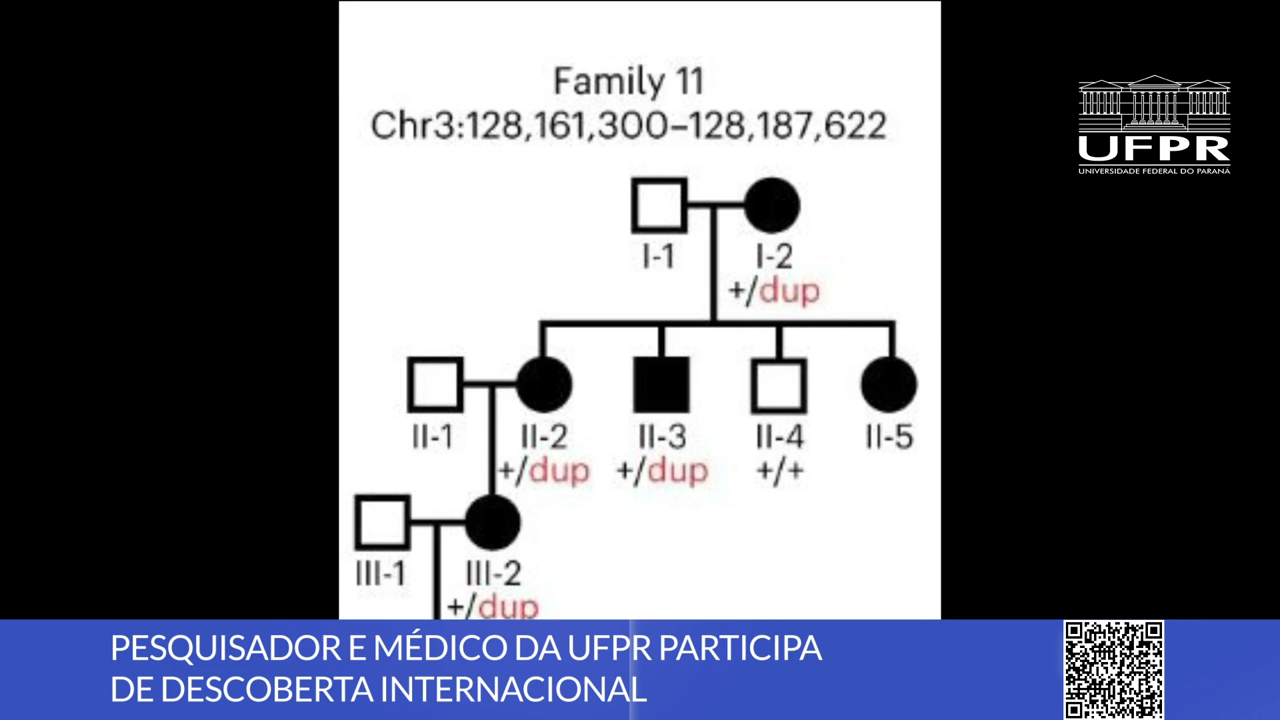 Family 11
Chr3:128,161,300–128,187,622
UFPR
UNIVERSIDADE FEDERAL DO PARANÁ
I-1 I-2
+/dup
II-1 II-2 II-3 II-4 II-5
+/dup +/dup +/+
III-1 III-2
+/dup
PESQUISADOR E MÉDICO DA UFPR PARTICIPA
DE DESCOBERTA INTERNACIONAL